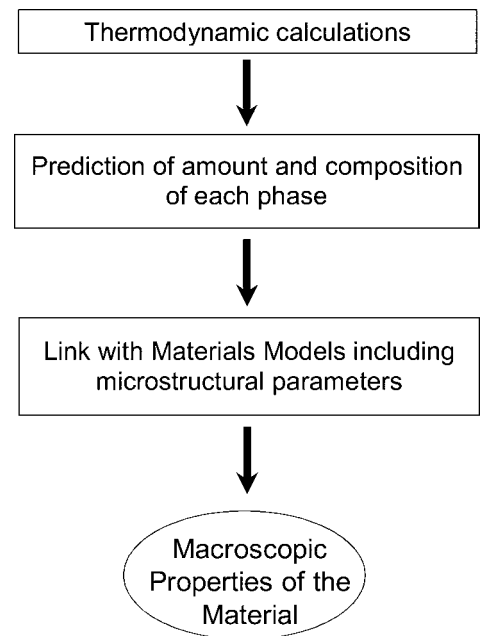 Thermodynamic calculations
Prediction of amount and composition
of each phase
Link with Materials Models including
microstructural parameters
Macroscopic
Properties of the
Material